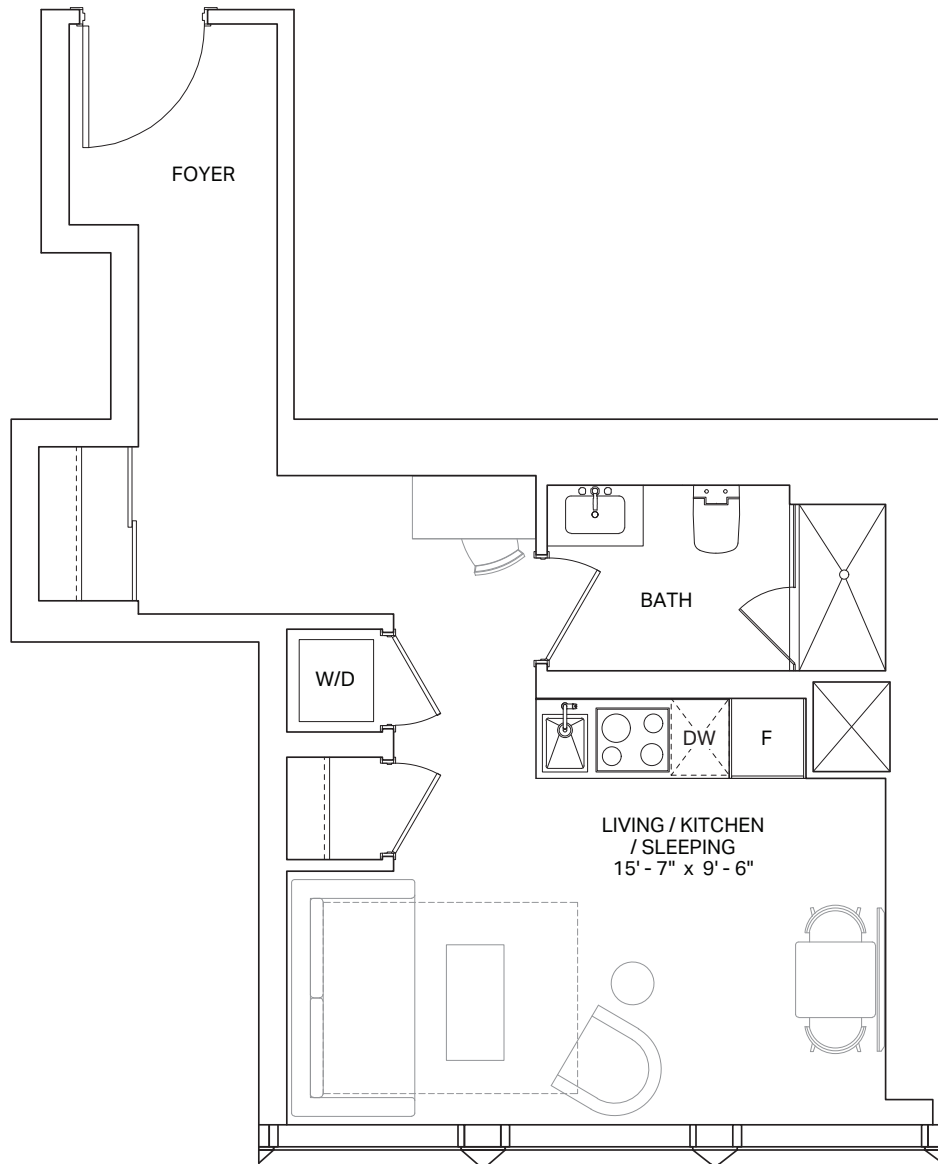 FOYER
BATH
W/D
DW
F
LIVING / KITCHEN
/ SLEEPING
15' - 7" x 9' - 6"